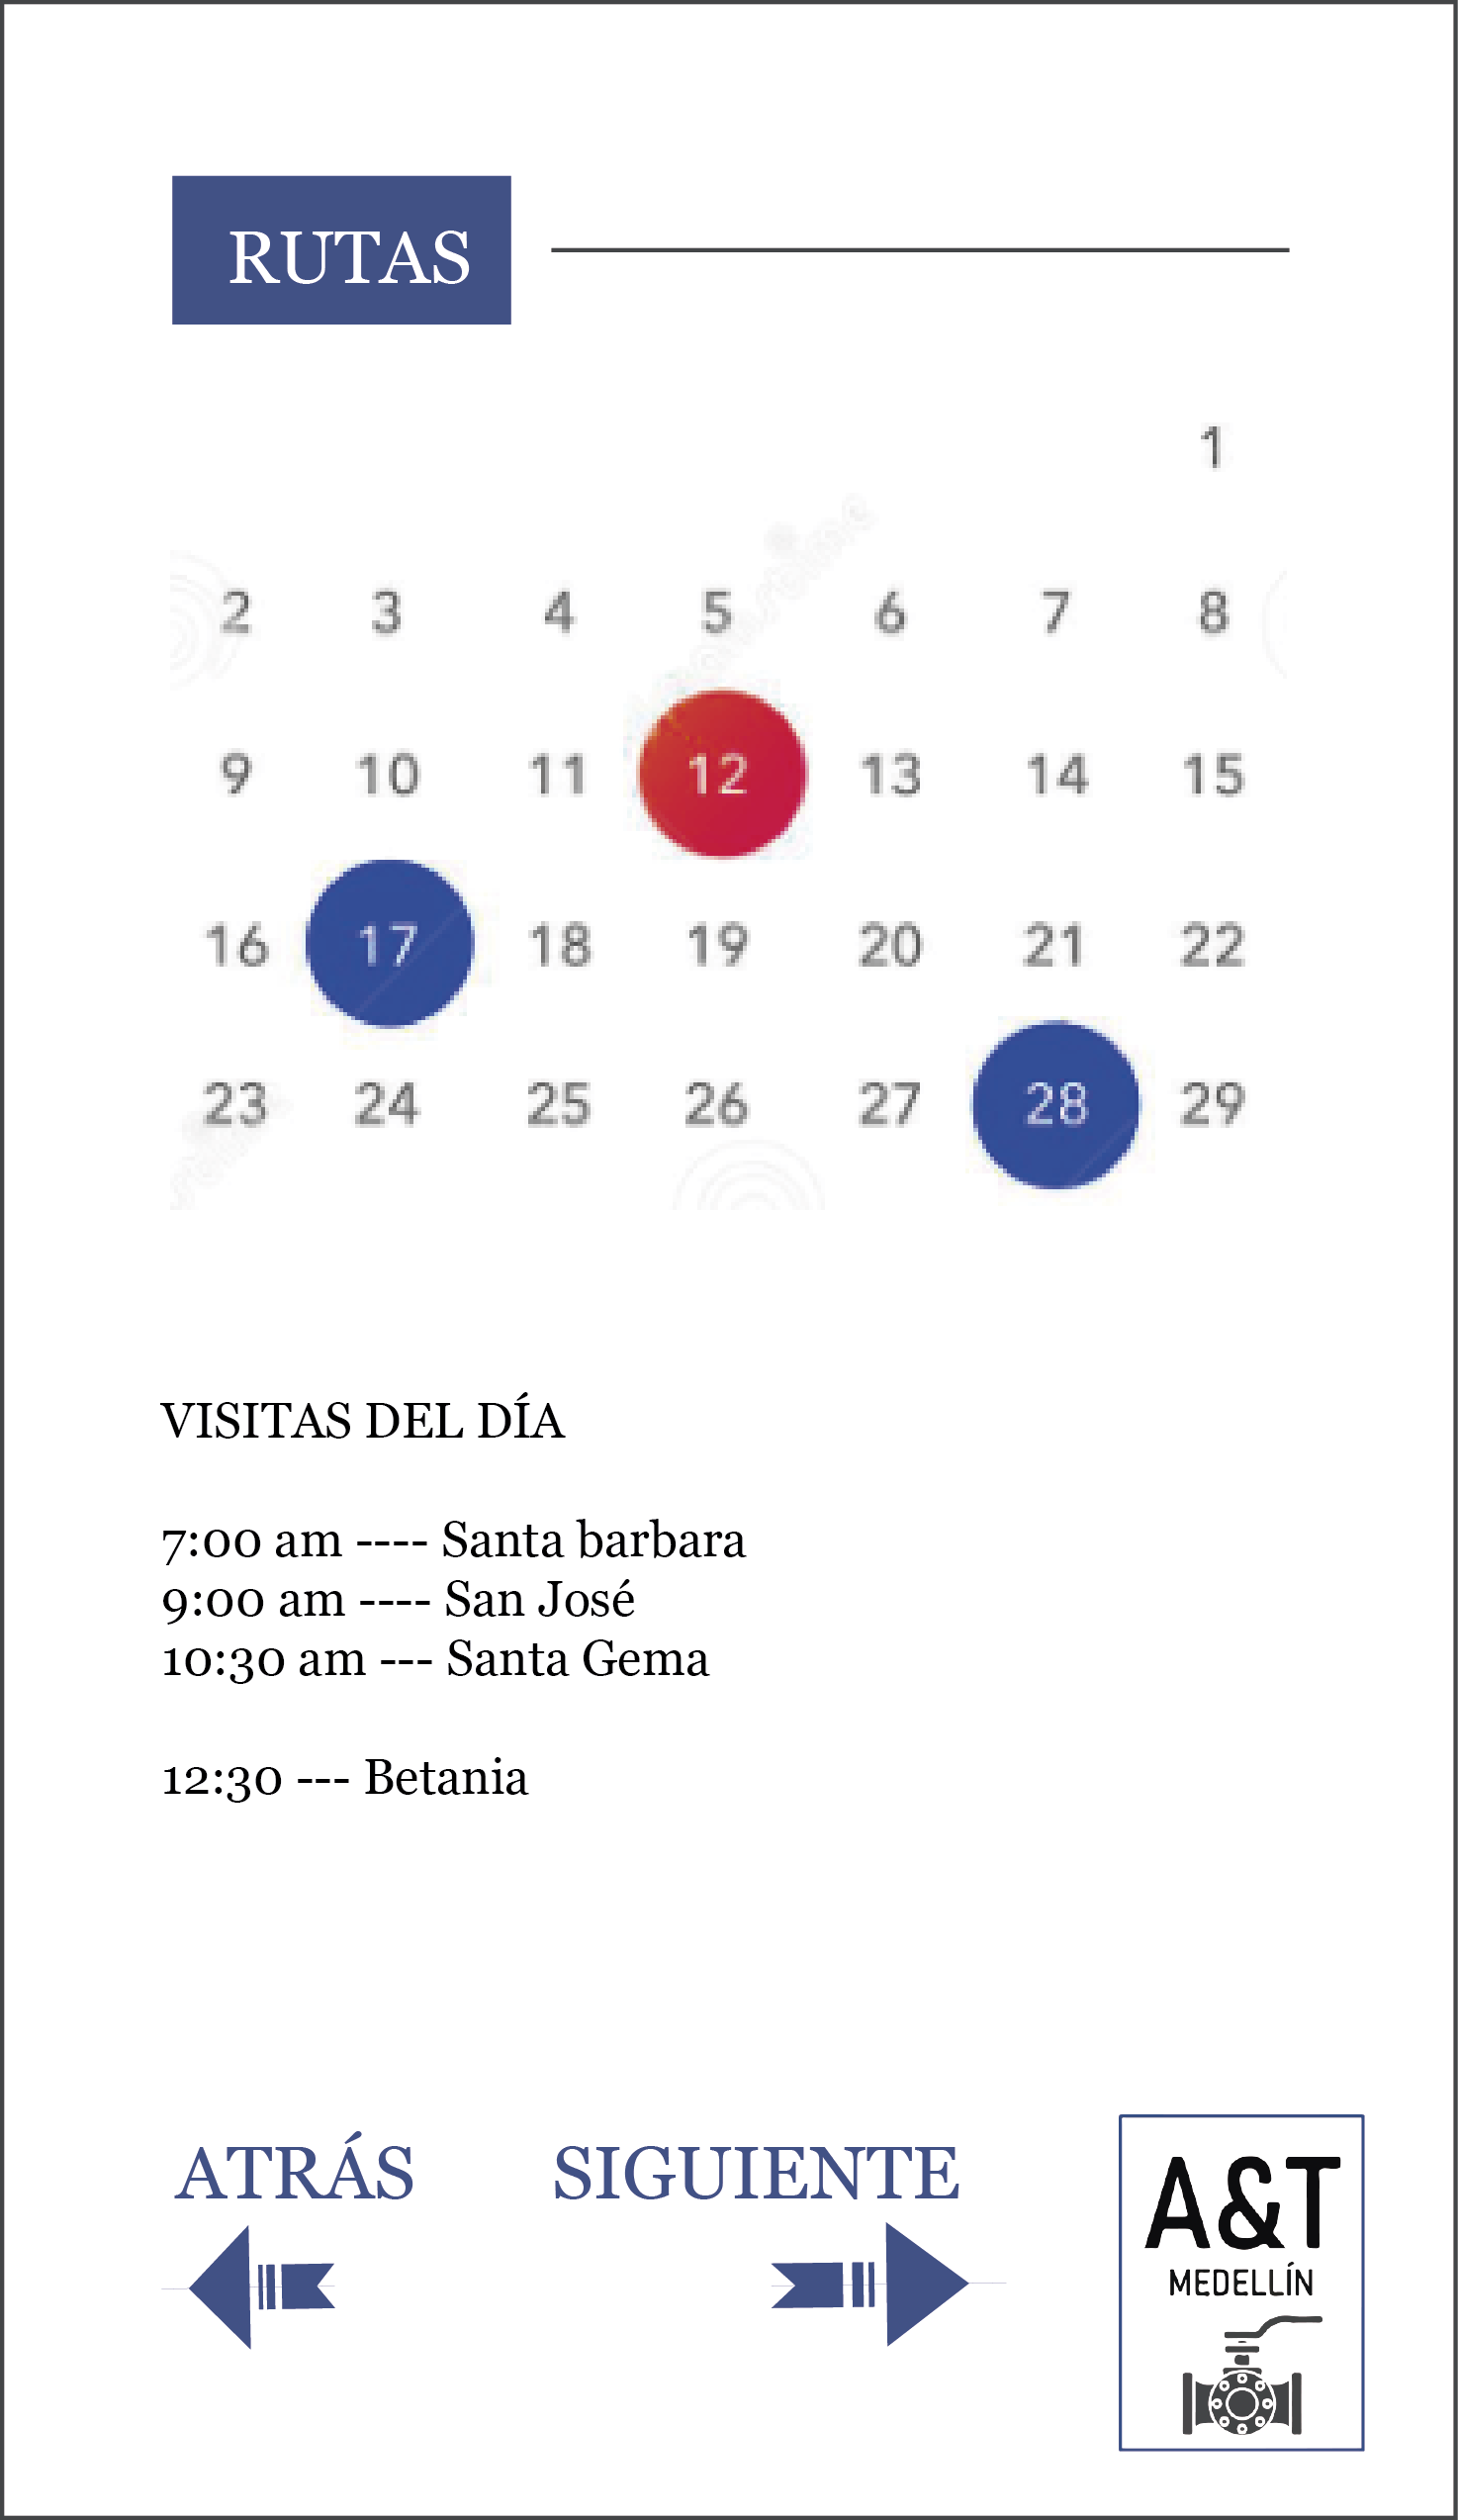 RUTAS
1
2 3 4 5 6 7 8
9 10 11 12 13 14 15
16 17 18 19 20 21 22
23 24 25 26 27 28 29
VISITAS DEL DÍA
7:00 am ---- Santa barbara
9:00 am ---- San José
10:30 am --- Santa Gema
12:30 --- Betania
ATRÁS SIGUIENTE
A&T
MEDELLÍN